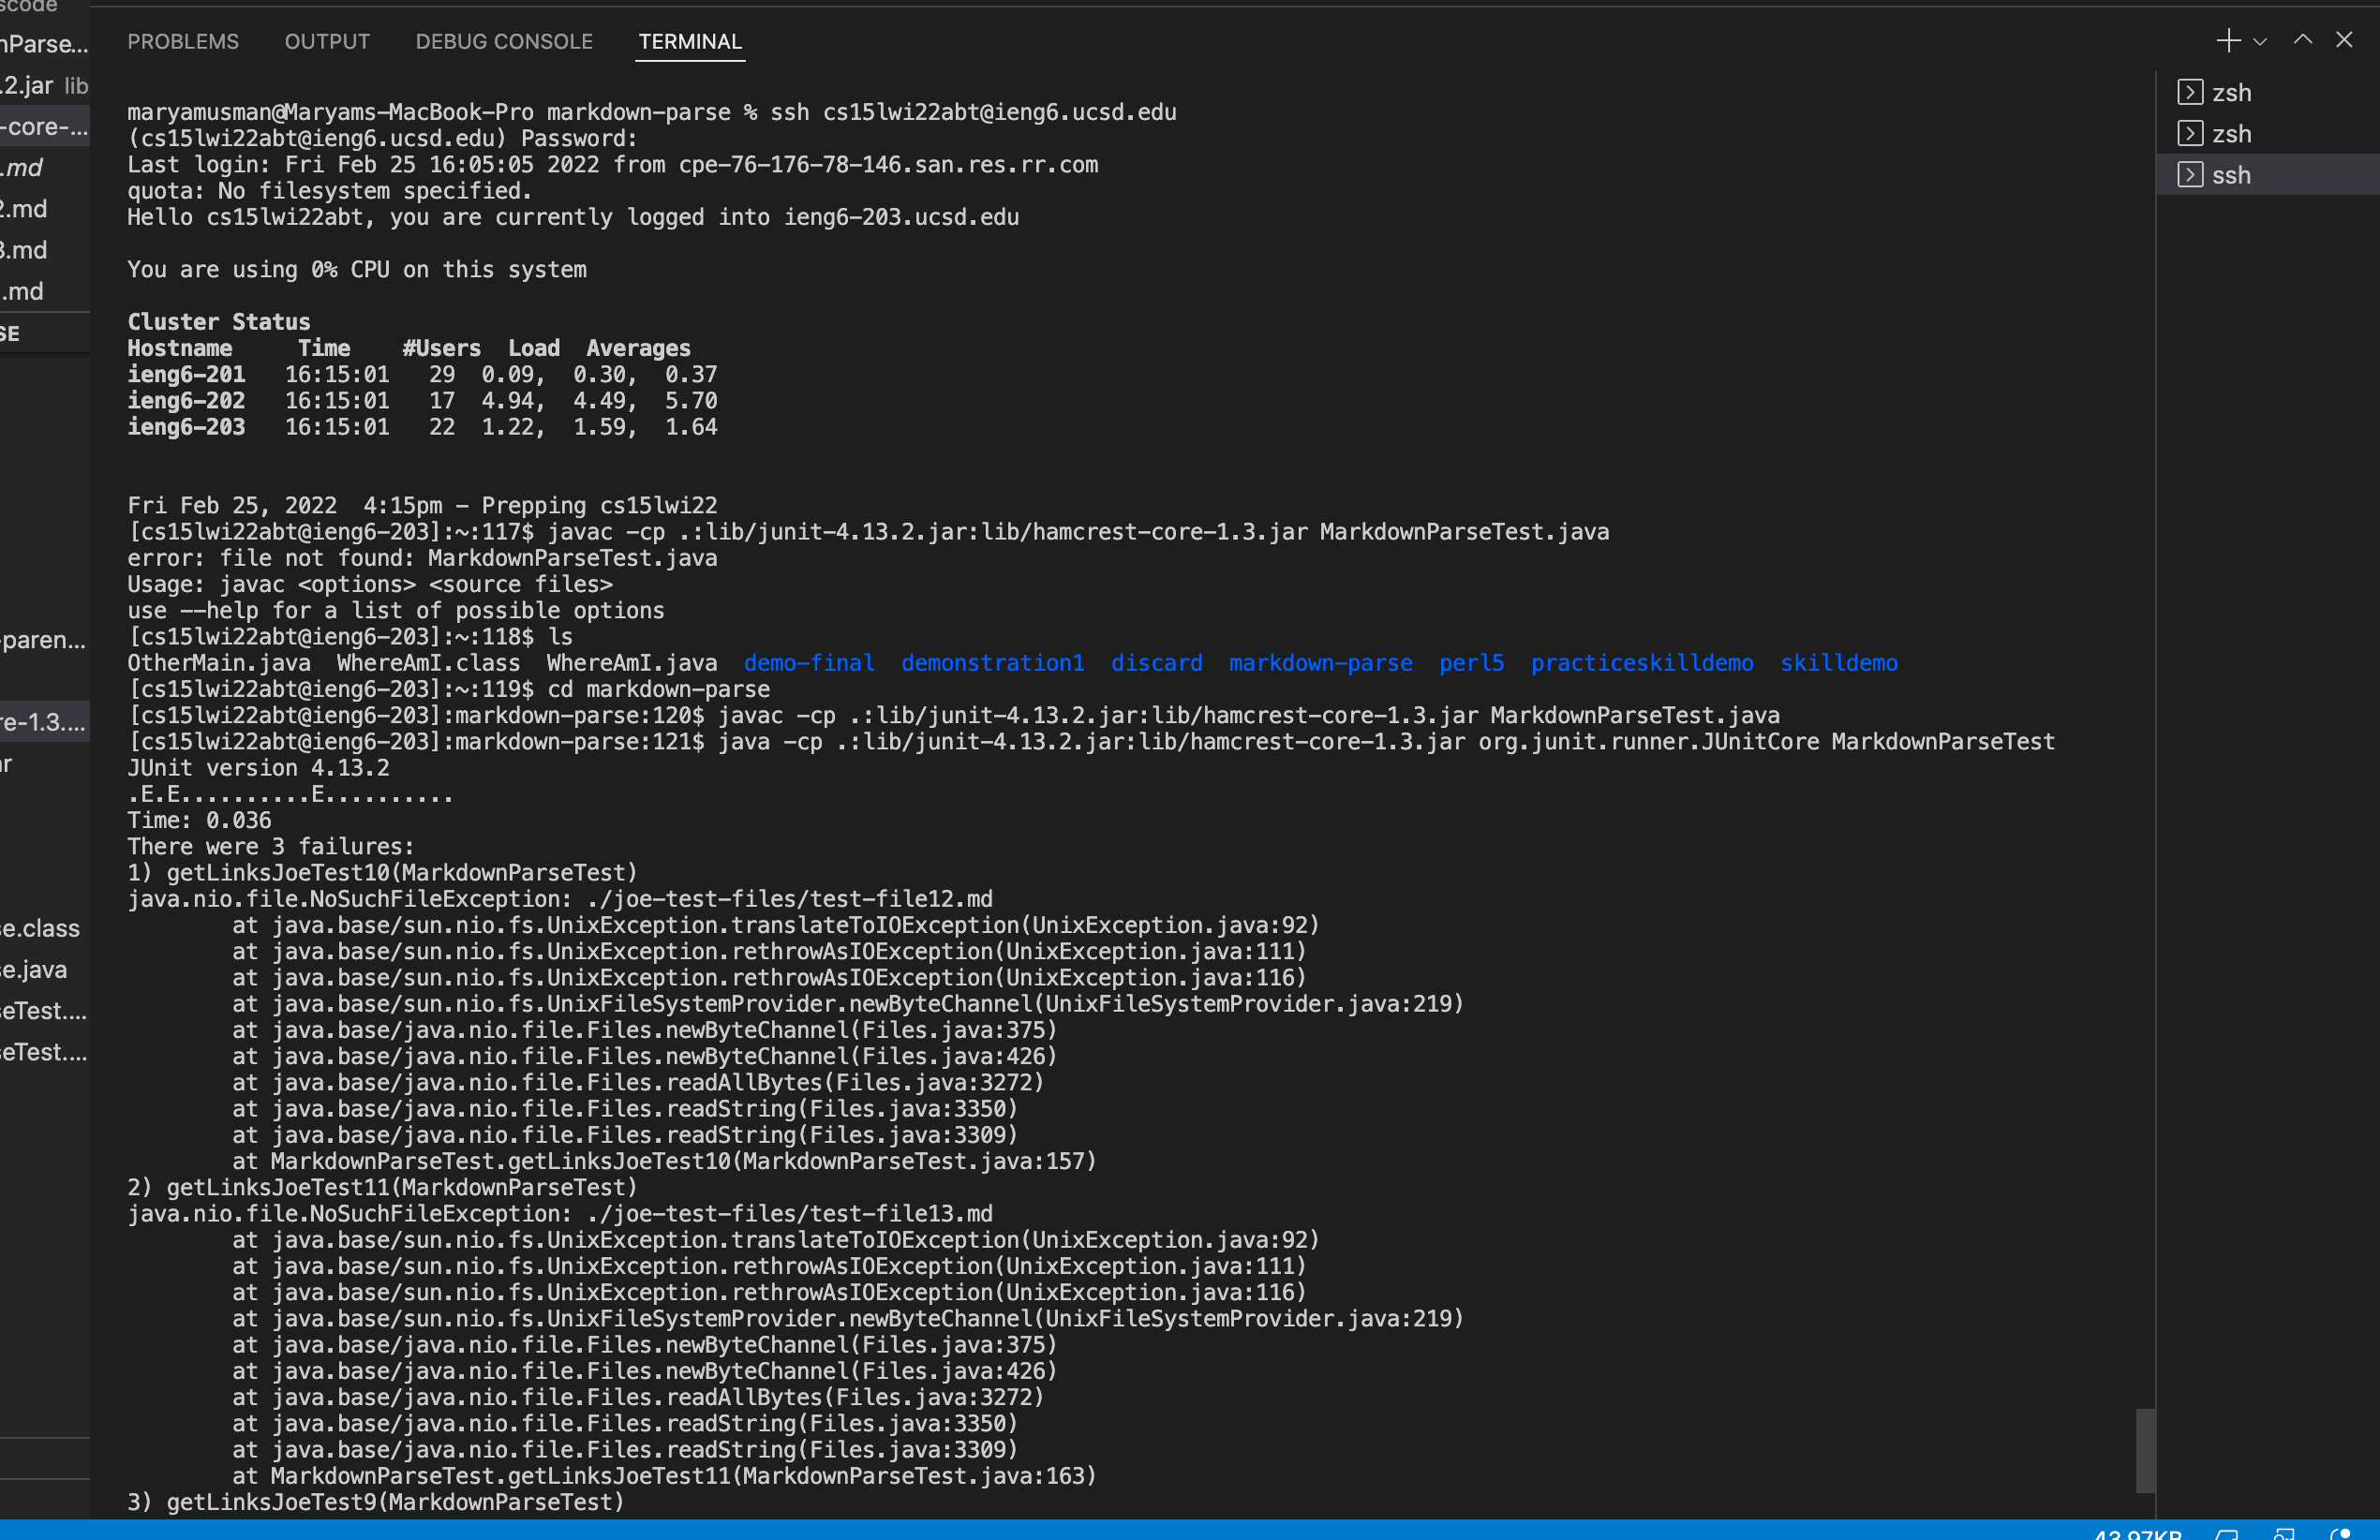 scode
nParse...
.2.jar lib
-core-...
.md
2.md
3.md
.md
SE
-paren...
re-1.3....
ar
se.class
se.java
seTest....
seTest....
PROBLEMS OUTPUT DEBUG CONSOLE TERMINAL
zsh
zsh
ssh
maryamusman@Maryams-MacBook-Pro markdown-parse % ssh cs15lwi22abt@ieng6.ucsd.edu
(cs15lwi22abt@ieng6.ucsd.edu) Password:
Last login: Fri Feb 25 16:05:05 2022 from cpe-76-176-78-146.san.res.rr.com
quota: No filesystem specified.
Hello cs15lwi22abt, you are currently logged into ieng6-203.ucsd.edu
You are using 0% CPU on this system
Cluster Status
Hostname     Time    #Users  Load  Averages
ieng6-201   16:15:01   29  0.09,  0.30,  0.37
ieng6-202   16:15:01   17  4.94,  4.49,  5.70
ieng6-203   16:15:01   22  1.22,  1.59,  1.64
Fri Feb 25, 2022  4:15pm - Prepping cs15lwi22
[cs15lwi22abt@ieng6-203]:~:117$ javac -cp .:lib/junit-4.13.2.jar:lib/hamcrest-core-1.3.jar MarkdownParseTest.java
error: file not found: MarkdownParseTest.java
Usage: javac <options> <source files>
use --help for a list of possible options
[cs15lwi22abt@ieng6-203]:~:118$ ls
OtherMain.java  WhereAmI.class  WhereAmI.java  demo-final  demonstration1  discard  markdown-parse  perl5  practiceskilldemo  skilldemo
[cs15lwi22abt@ieng6-203]:~:119$ cd markdown-parse
[cs15lwi22abt@ieng6-203]:markdown-parse:120$ javac -cp .:lib/junit-4.13.2.jar:lib/hamcrest-core-1.3.jar MarkdownParseTest.java
[cs15lwi22abt@ieng6-203]:markdown-parse:121$ java -cp .:lib/junit-4.13.2.jar:lib/hamcrest-core-1.3.jar org.junit.runner.JUnitCore MarkdownParseTest
JUnit version 4.13.2
.E.E..........E..........
Time: 0.036
There were 3 failures:
1) getLinksJoeTest10(MarkdownParseTest)
java.nio.file.NoSuchFileException: ./joe-test-files/test-file12.md
        at java.base/sun.nio.fs.UnixException.translateToIOException(UnixException.java:92)
        at java.base/sun.nio.fs.UnixException.rethrowAsIOException(UnixException.java:111)
        at java.base/sun.nio.fs.UnixException.rethrowAsIOException(UnixException.java:116)
        at java.base/sun.nio.fs.UnixFileSystemProvider.newByteChannel(UnixFileSystemProvider.java:219)
        at java.base/java.nio.file.Files.newByteChannel(Files.java:375)
        at java.base/java.nio.file.Files.newByteChannel(Files.java:426)
        at java.base/java.nio.file.Files.readAllBytes(Files.java:3272)
        at java.base/java.nio.file.Files.readString(Files.java:3350)
        at java.base/java.nio.file.Files.readString(Files.java:3309)
        at MarkdownParseTest.getLinksJoeTest10(MarkdownParseTest.java:157)
2) getLinksJoeTest11(MarkdownParseTest)
java.nio.file.NoSuchFileException: ./joe-test-files/test-file13.md
        at java.base/sun.nio.fs.UnixException.translateToIOException(UnixException.java:92)
        at java.base/sun.nio.fs.UnixException.rethrowAsIOException(UnixException.java:111)
        at java.base/sun.nio.fs.UnixException.rethrowAsIOException(UnixException.java:116)
        at java.base/sun.nio.fs.UnixFileSystemProvider.newByteChannel(UnixFileSystemProvider.java:219)
        at java.base/java.nio.file.Files.newByteChannel(Files.java:375)
        at java.base/java.nio.file.Files.newByteChannel(Files.java:426)
        at java.base/java.nio.file.Files.readAllBytes(Files.java:3272)
        at java.base/java.nio.file.Files.readString(Files.java:3350)
        at java.base/java.nio.file.Files.readString(Files.java:3309)
        at MarkdownParseTest.getLinksJoeTest11(MarkdownParseTest.java:163)
3) getLinksJoeTest9(MarkdownParseTest)
43.97KB